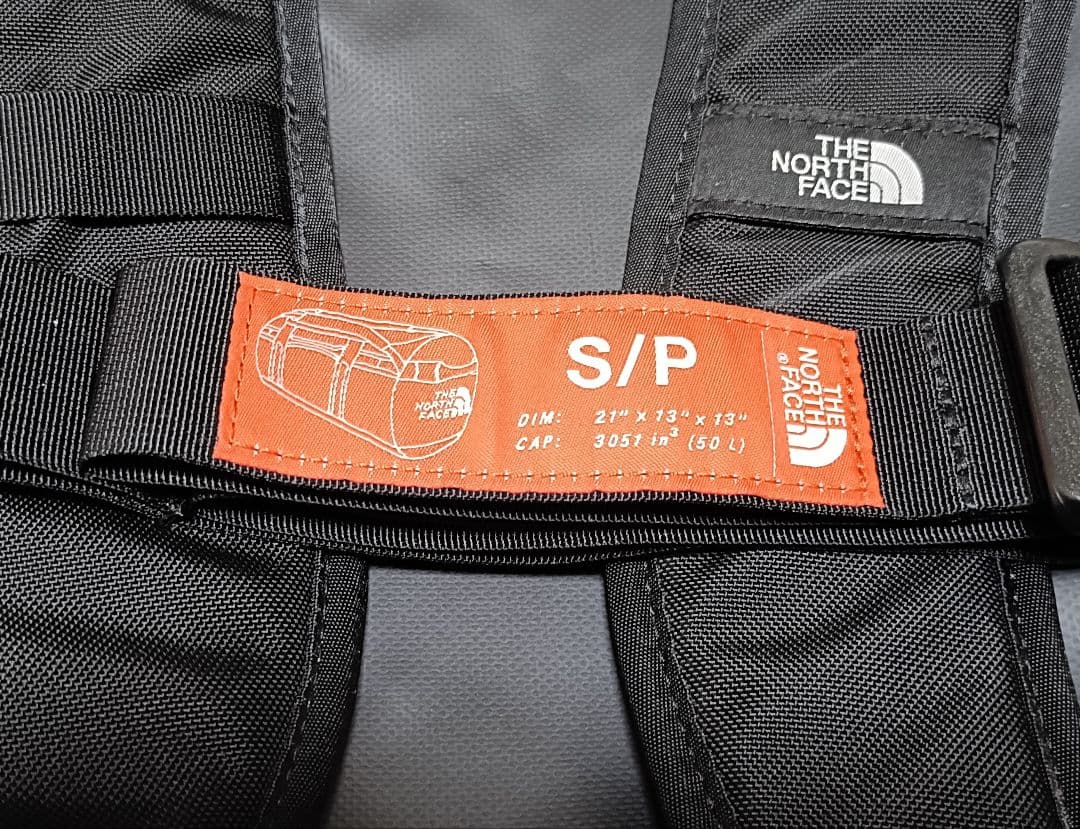 THE
NORTH
FACE
S/P
DIM: 21" x 13" x 13"
CAP: 3051 in³ (50 L)
THE
NORTH
FACE
THE
NORTH
FACE®